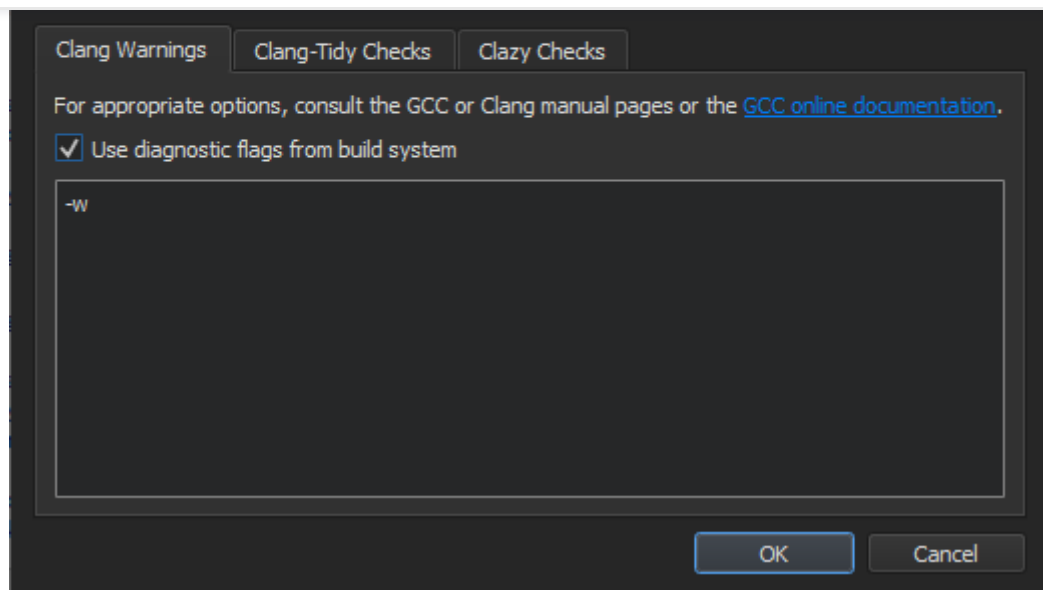 Clang Warnings Clang-Tidy Checks Clazy Checks
For appropriate options, consult the GCC or Clang manual pages or the GCC online documentation.
Use diagnostic flags from build system
-w
OK Cancel